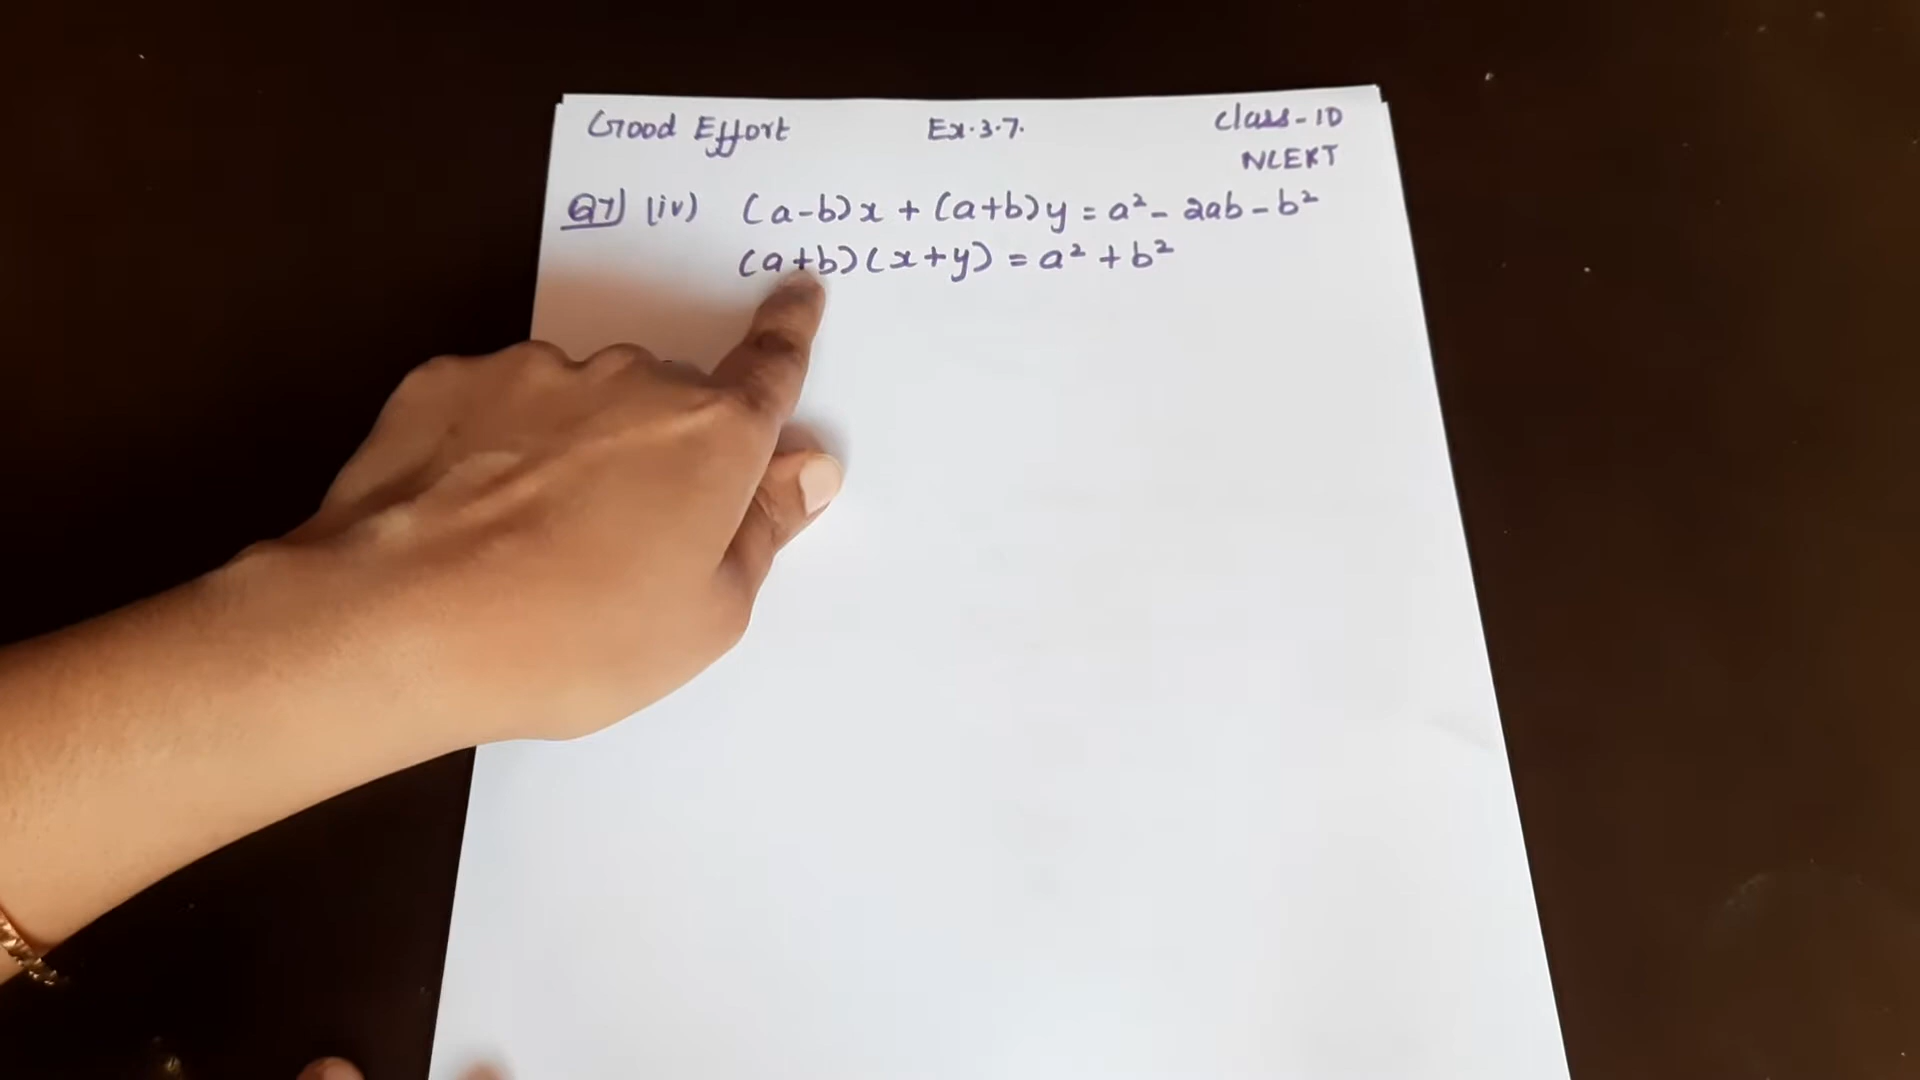 Good Effort Ex.3.7. Class-10
NCERT
Q7) (iv) (a-b)x + (a+b)y = a² - 2ab - b²
(a+b)(x+y) = a² + b²